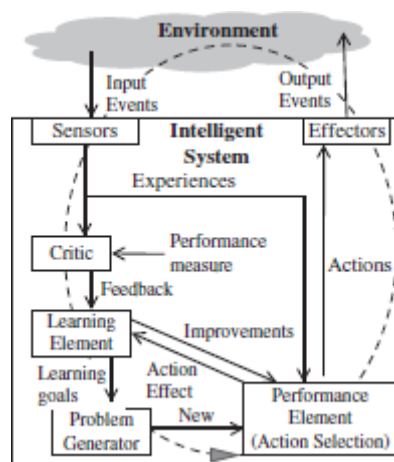 Environment
Input
Events
Output
Events
Sensors
Intelligent
System
Effectors
Experiences
Critic
Performance
measure
Actions
Feedback
Learning
Element
Improvements
Learning
goals
Action
Effect
Problem
Generator
New
Performance
Element
(Action Selection)